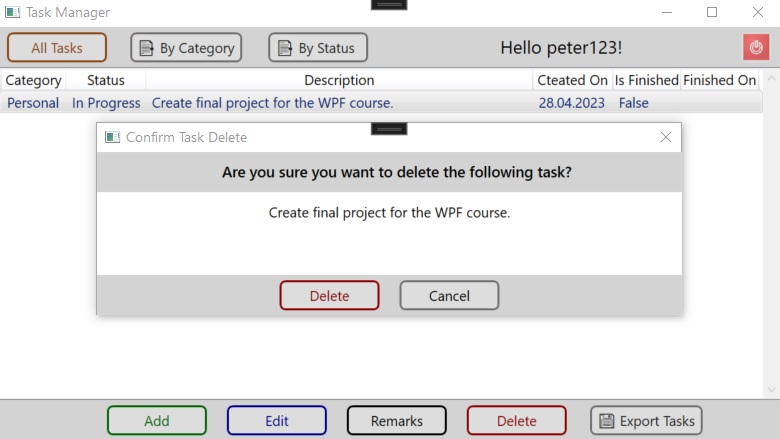 Task Manager
All Tasks By Category By Status Hello peter123!
Category Status Description Cteated On Is Finished Finished On
Personal In Progress Create final project for the WPF course. 28.04.2023 False
Confirm Task Delete
Are you sure you want to delete the following task?
Create final project for the WPF course.
Delete Cancel
Add Edit Remarks Delete Export Tasks